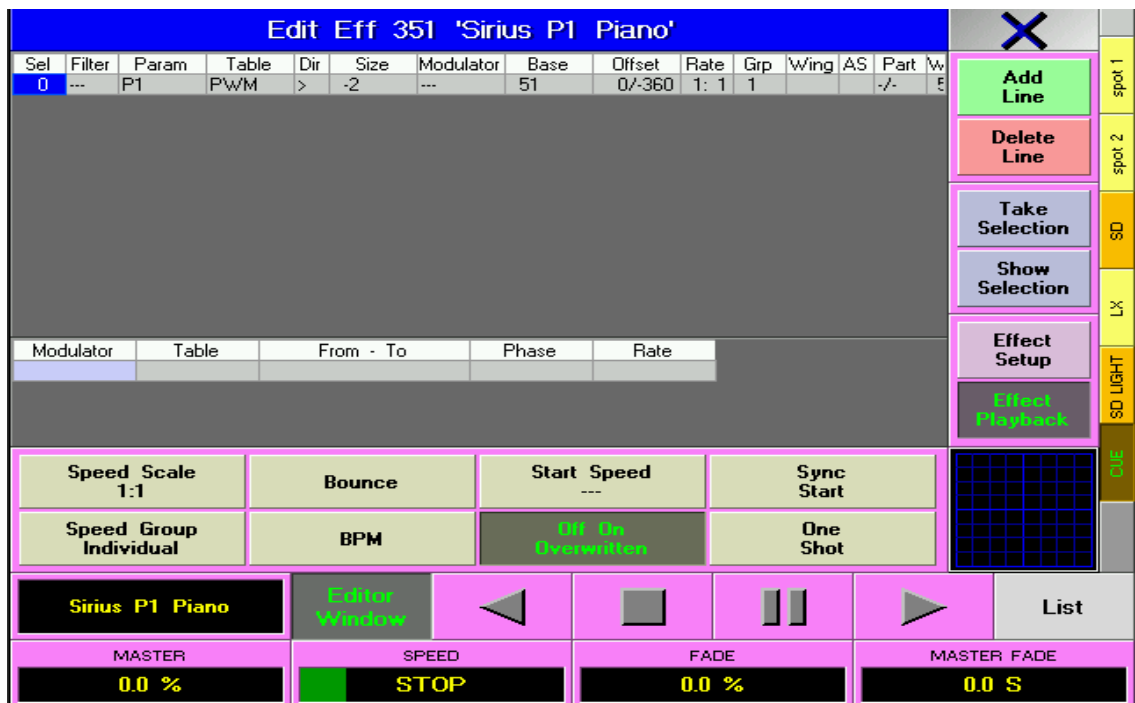 Edit Eff 351 'Sirius P1 Piano'
Sel Filter Param Table Dir Size Modulator Base Offset Rate Grp Wing AS Part W
0 --- P1 PWM > -2 --- 51 0/-360 1: 1 1 -/- 5
Modulator Table From - To Phase Rate
Add Line
Delete Line
Take Selection
Show Selection
Effect Setup
Effect Playback
spot 1
spot 2
SD
LX
SD LIGHT
CUE
Speed Scale 1:1
Bounce
Start Speed ---
Sync Start
Speed Group Individual
BPM
Off On Overwritten
One Shot
Sirius P1 Piano
Editor Window
List
MASTER SPEED FADE MASTER FADE
0.0 % STOP 0.0 % 0.0 S